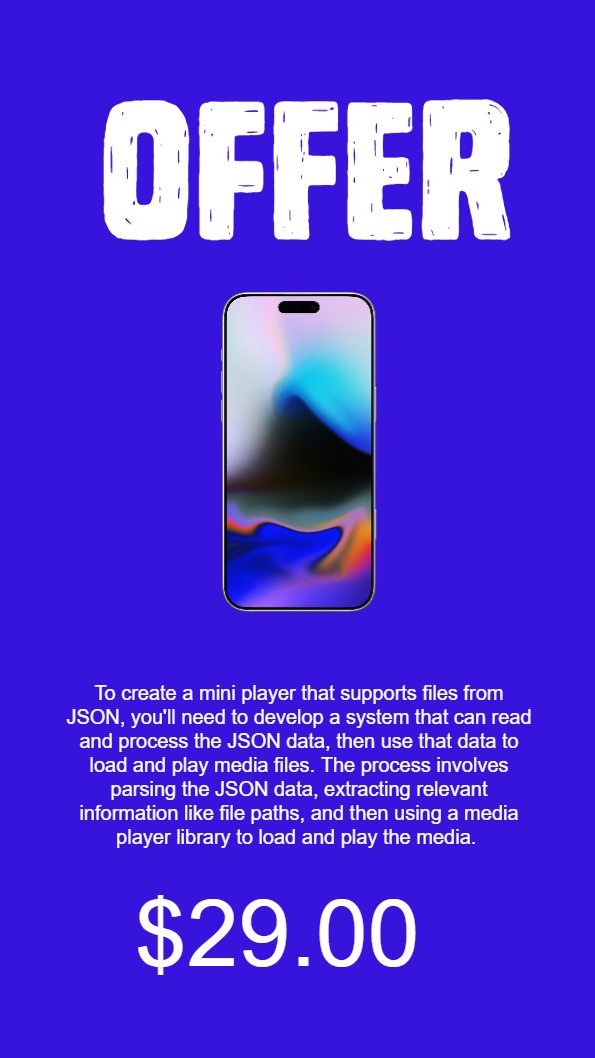 OFFER
To create a mini player that supports files from
JSON, you'll need to develop a system that can read
and process the JSON data, then use that data to
load and play media files. The process involves
parsing the JSON data, extracting relevant
information like file paths, and then using a media
player library to load and play the media.
$29.00